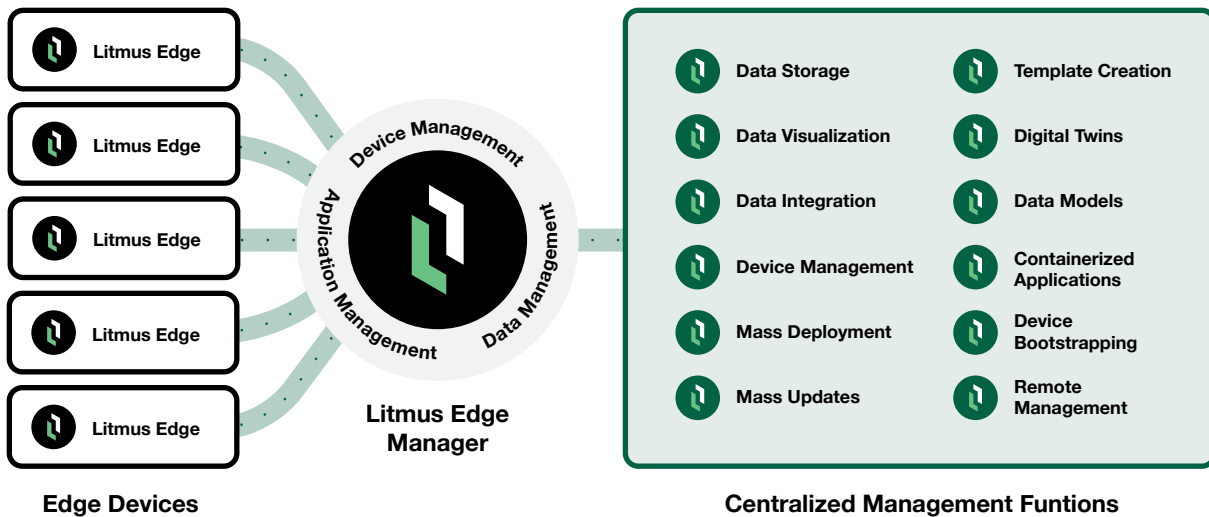 Litmus Edge
Litmus Edge
Litmus Edge
Litmus Edge
Litmus Edge
Edge Devices
Device Management
Application Management
Data Management
Litmus Edge
Manager
Data Storage
Data Visualization
Data Integration
Device Management
Mass Deployment
Mass Updates
Template Creation
Digital Twins
Data Models
Containerized
Applications
Device
Bootstrapping
Remote
Management
Centralized Management Funtions